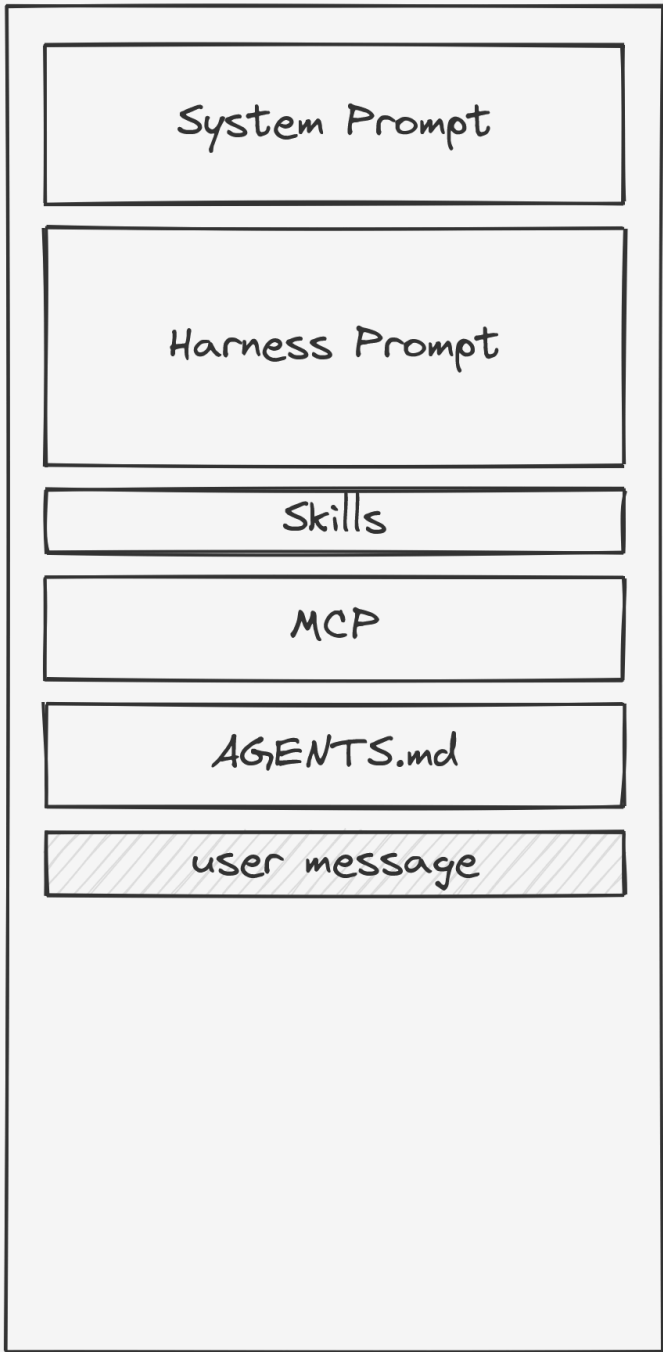 System Prompt
Harness Prompt
Skills
MCP
AGENTS.md
user message